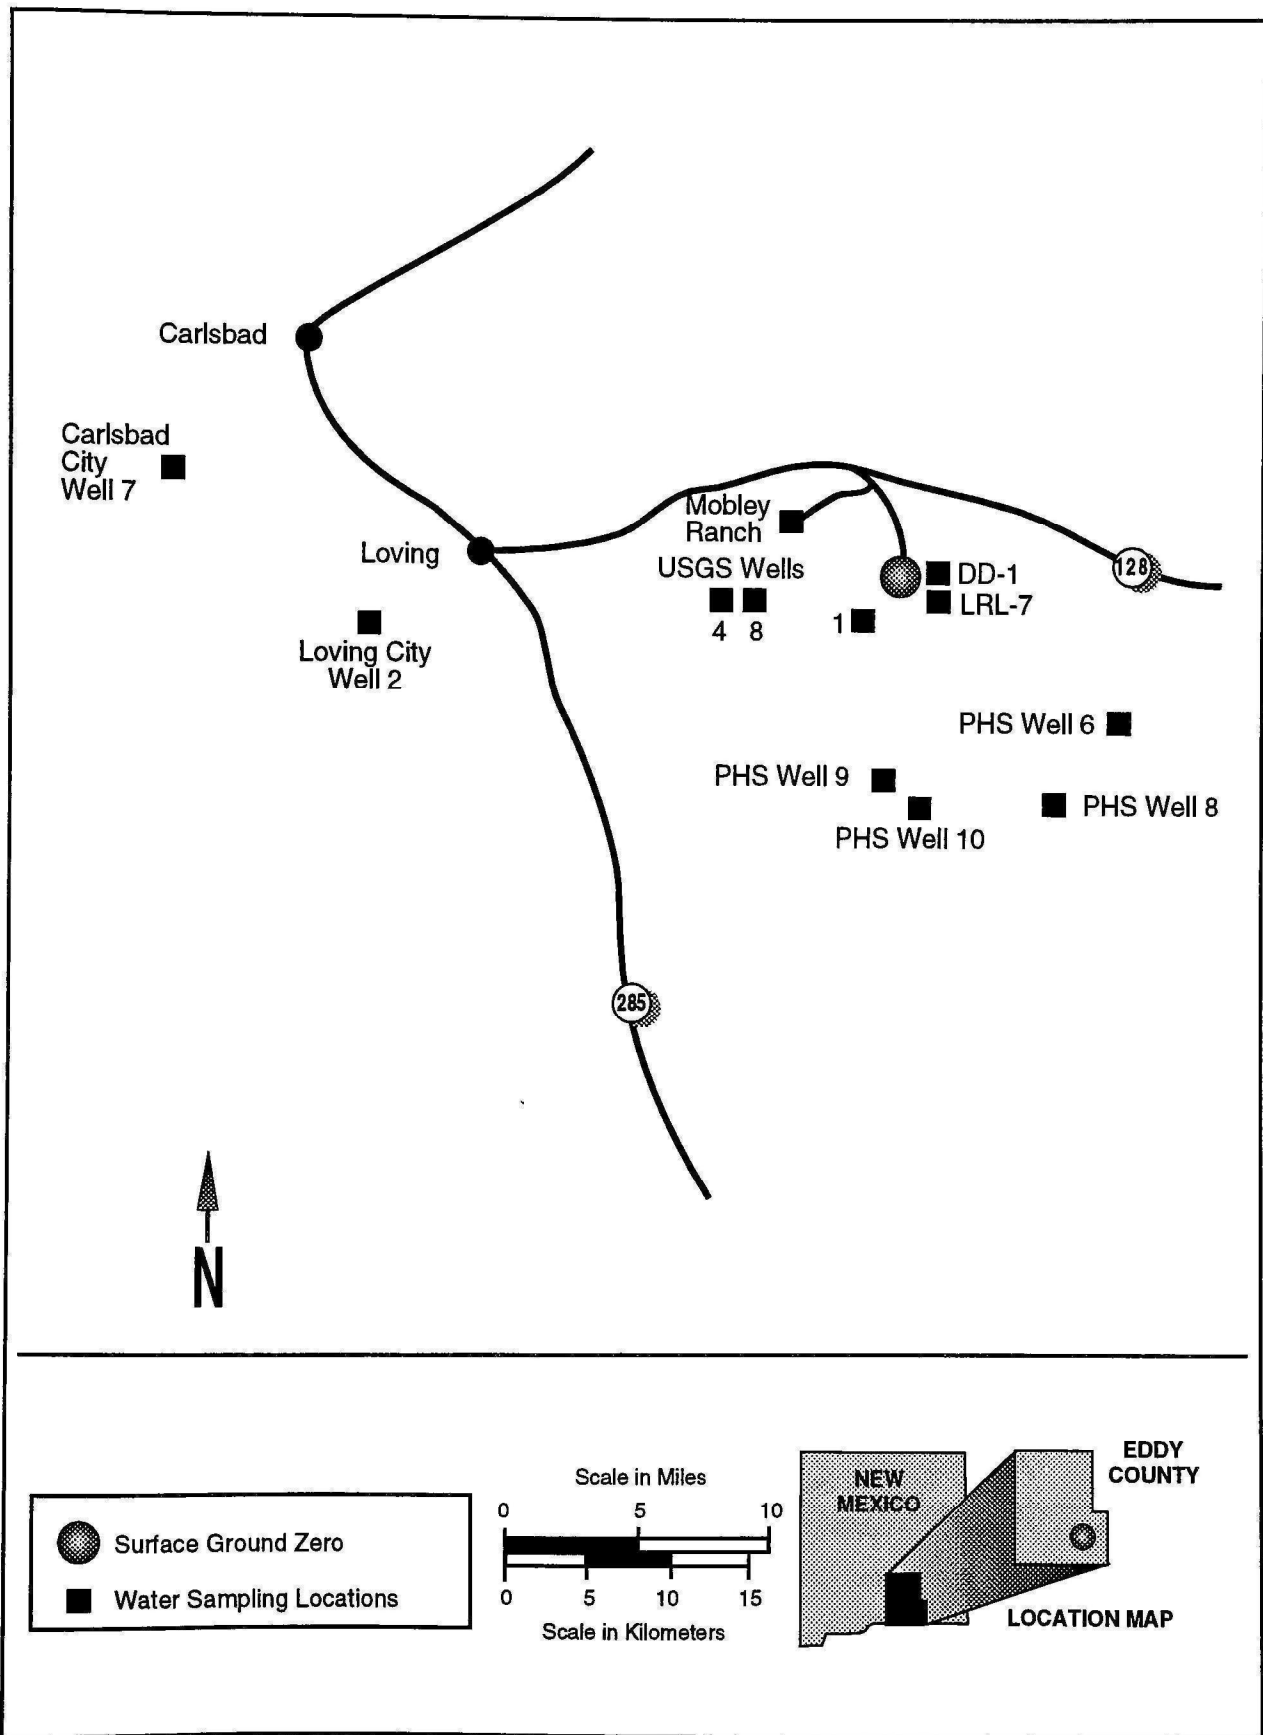 Carlsbad
Carlsbad
City
Well 7
Mobley
Ranch
Loving
USGS Wells
128
DD-1
LRL-7
4 8
1
Loving City
Well 2
PHS Well 6
PHS Well 9
PHS Well 8
PHS Well 10
285
N
Surface Ground Zero
Water Sampling Locations
Scale in Miles
0 5 10
0 5 10 15
Scale in Kilometers
NEW
MEXICO
EDDY
COUNTY
LOCATION MAP